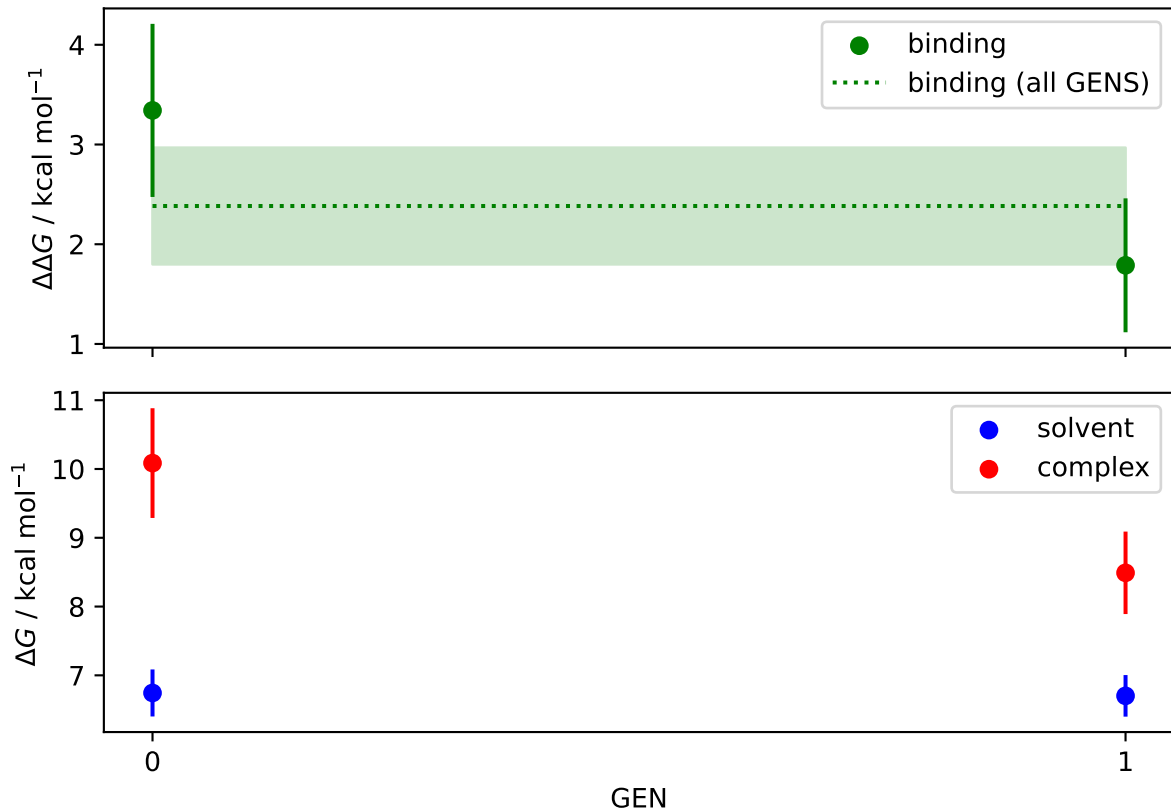 4
3
2
1
ΔΔG / kcal mol⁻¹
binding
binding (all GENS)
11
10
9
8
7
ΔG / kcal mol⁻¹
solvent
complex
0
1
GEN